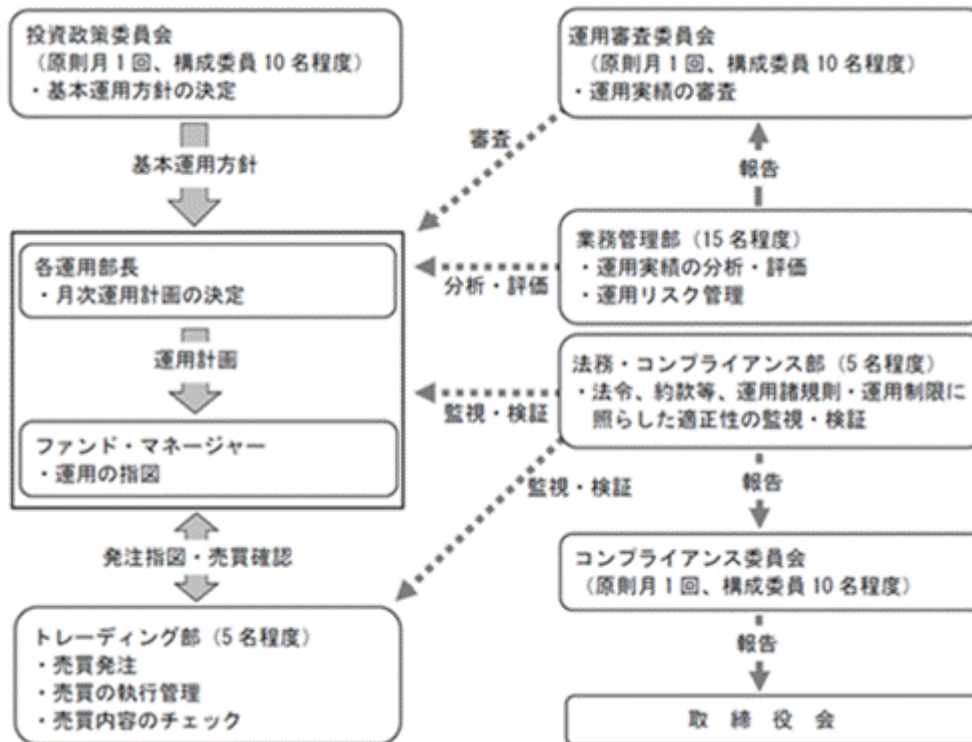 投資政策委員会
（原則月１回、構成委員 10 名程度）
・基本運用方針の決定
基本運用方針
各運用部長
・月次運用計画の決定
運用計画
ファンド・マネージャー
・運用の指図
発注指図・売買確認
トレーディング部（5 名程度）
・売買発注
・売買の執行管理
・売買内容のチェック
運用審査委員会
（原則月１回、構成委員 10 名程度）
・運用実績の審査
審査
報告
業務管理部（15 名程度）
・運用実績の分析・評価
・運用リスク管理
分析・評価
法務・コンプライアンス部（5 名程度）
・法令、約款等、運用諸規則・運用制限に
照らした適正性の監視・検証
監視・検証
監視・検証
報告
コンプライアンス委員会
（原則月１回、構成委員 10 名程度）
報告
取　締　役　会